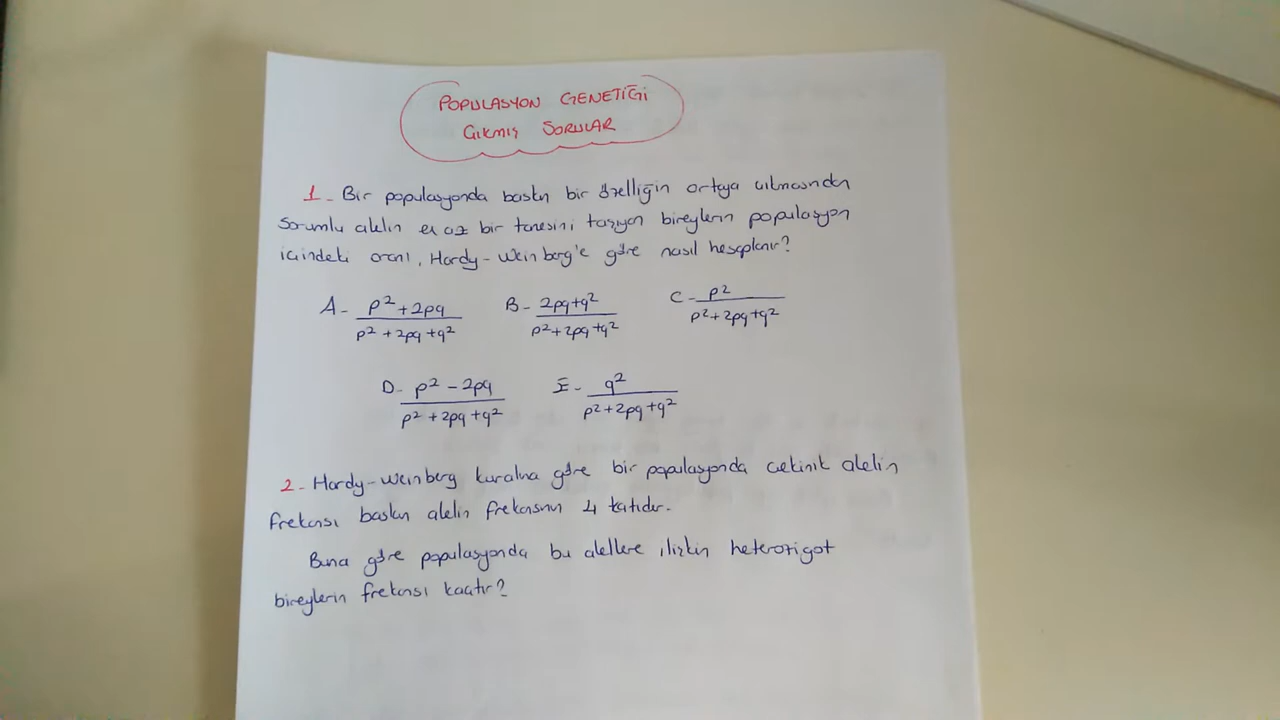 POPULASYON GENETİĞİ
ÇIKMIŞ SORULAR
1- Bir populasyonda baskın bir özelliğin ortaya çıkmasından
sorumlu alelin en az bir tanesini taşıyan bireylerin populasyon
içindeki oranı, Hardy-Weinberg'e göre nasıl hesaplanır?
A- p²+2pq / p²+2pq+q² B- 2pq+q² / p²+2pq+q² C- p² / p²+2pq+q²
D- p²-2pq / p²+2pq+q² E- q² / p²+2pq+q²
2- Hardy-Weinberg kuralına göre bir populasyonda çekinik alelin
frekansı baskın alelin frekansının 4 katıdır.
Buna göre populasyonda bu alellere ilişkin heterozigot
bireylerin frekansı kaçtır?